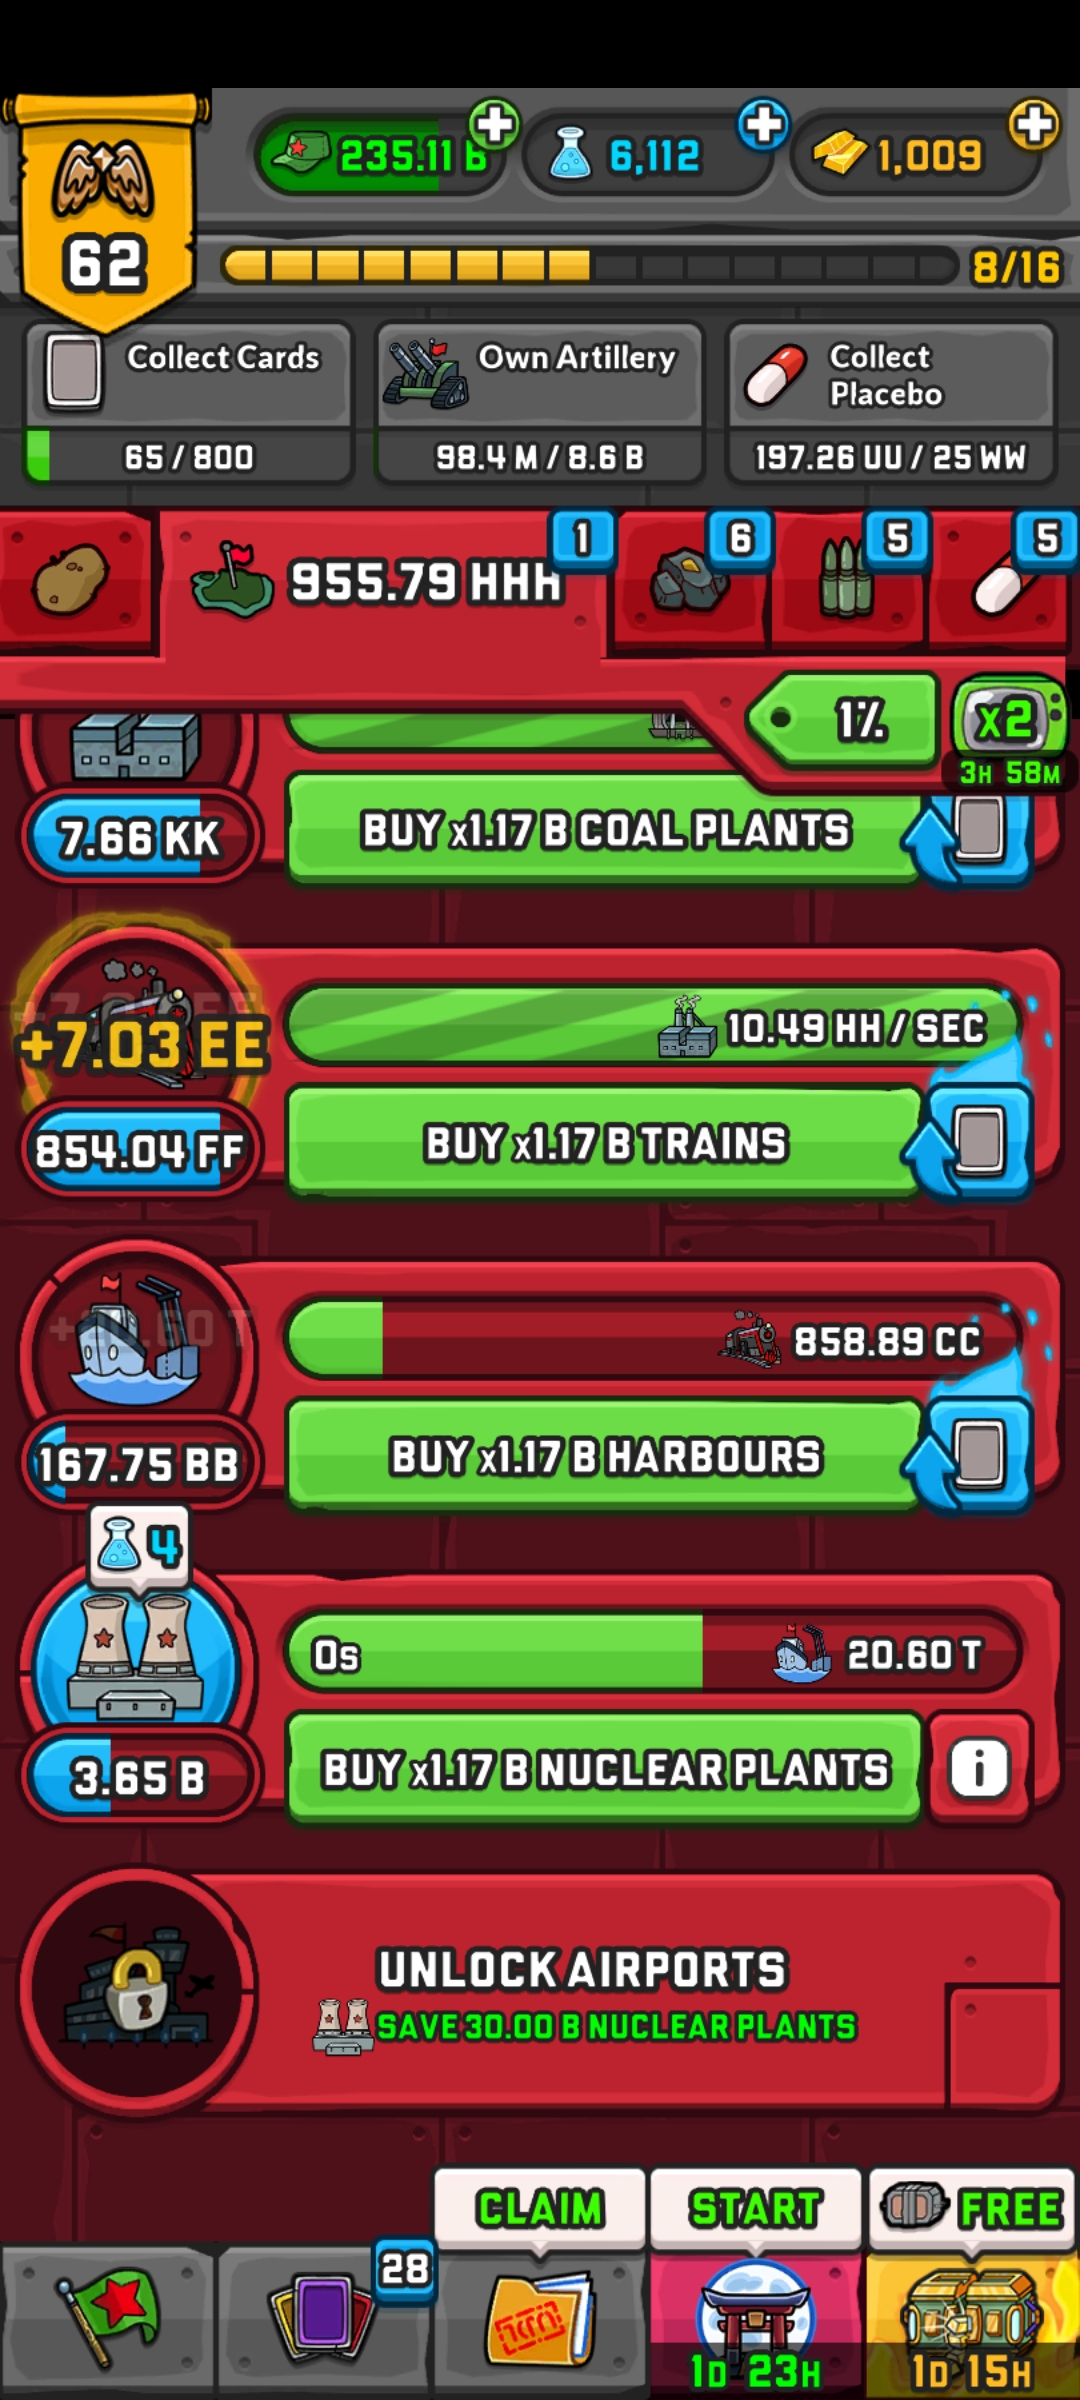 235.11 B
6,112
1,009
62
8/16
Collect Cards
65 / 800
Own Artillery
98.4 M / 8.6 B
Collect
Placebo
197.26 UU / 25 WW
955.79 HHH
1
6
5
5
1%
x2
3H 58M
7.66 KK
BUY x1.17 B COAL PLANTS
+7.03 EE
10.49 HH / SEC
854.04 FF
BUY x1.17 B TRAINS
858.89 CC
167.75 BB
BUY x1.17 B HARBOURS
4
0s
20.60 T
3.65 B
BUY x1.17 B NUCLEAR PLANTS
i
UNLOCK AIRPORTS
SAVE 30.00 B NUCLEAR PLANTS
CLAIM
START
FREE
28
1D 23H
1D 15H